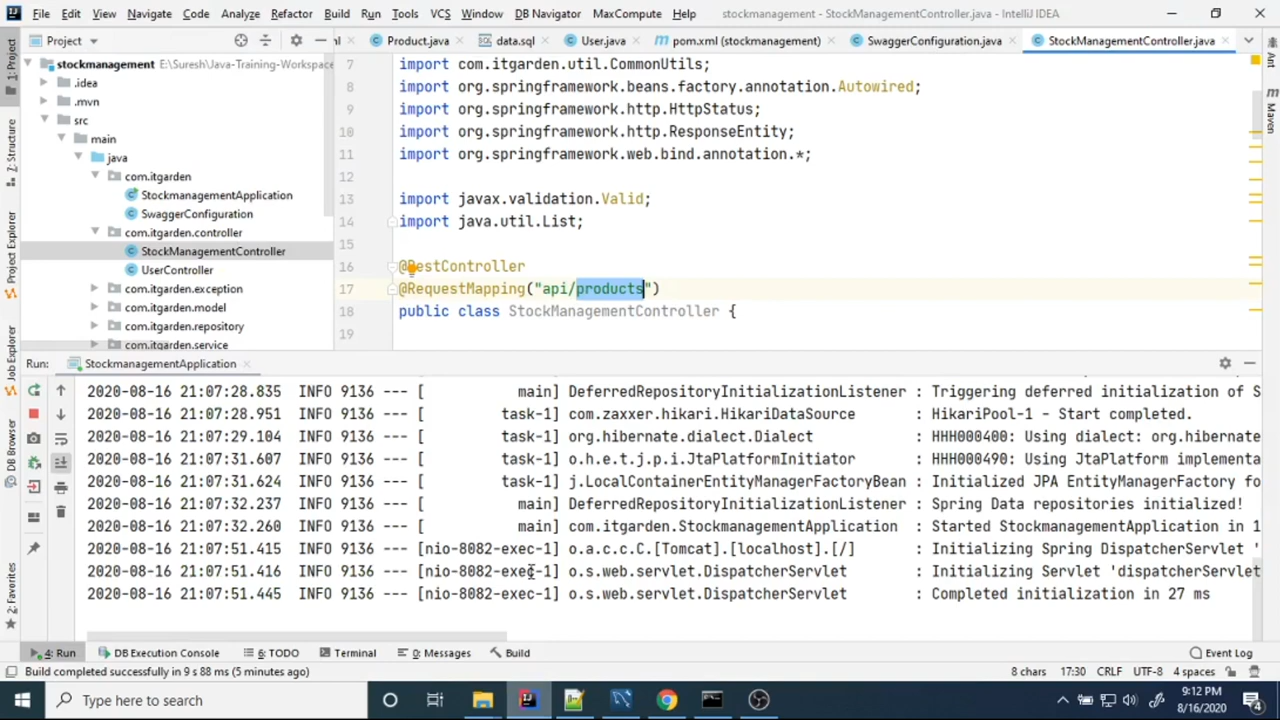 File Edit View Navigate Code Analyze Refactor Build Run Tools VCS Window DB Navigator MaxCompute Help stockmanagement - StockManagementController.java - IntelliJ IDEA
Project
Product.java data.sql User.java pom.xml (stockmanagement) SwaggerConfiguration.java StockManagementController.java
stockmanagement E:\Suresh\Java-Training-Workspace
.idea
.mvn
src
main
java
com.itgarden
StockmanagementApplication
SwaggerConfiguration
com.itgarden.controller
StockManagementController
UserController
com.itgarden.exception
com.itgarden.model
com.itgarden.repository
com.itgarden.service
1: Project
Z: Structure
Project Explorer
Job Explorer
DB Browser
2: Favorites
Ant
Maven
7 import com.itgarden.util.CommonUtils;
8 import org.springframework.beans.factory.annotation.Autowired;
9 import org.springframework.http.HttpStatus;
10 import org.springframework.http.ResponseEntity;
11 import org.springframework.web.bind.annotation.*;
12
13 import javax.validation.Valid;
14 import java.util.List;
15
16 @RestController
17 @RequestMapping("api/products")
18 public class StockManagementController {
19
Run: StockmanagementApplication
2020-08-16 21:07:28.835 INFO 9136 --- [ main] DeferredRepositoryInitializationListener : Triggering deferred initialization of S
2020-08-16 21:07:28.951 INFO 9136 --- [ task-1] com.zaxxer.hikari.HikariDataSource : HikariPool-1 - Start completed.
2020-08-16 21:07:29.104 INFO 9136 --- [ task-1] org.hibernate.dialect.Dialect : HHH000400: Using dialect: org.hibernate
2020-08-16 21:07:31.607 INFO 9136 --- [ task-1] o.h.e.t.j.p.i.JtaPlatformInitiator : HHH000490: Using JtaPlatform implementa
2020-08-16 21:07:31.624 INFO 9136 --- [ task-1] j.LocalContainerEntityManagerFactoryBean : Initialized JPA EntityManagerFactory fo
2020-08-16 21:07:32.237 INFO 9136 --- [ main] DeferredRepositoryInitializationListener : Spring Data repositories initialized!
2020-08-16 21:07:32.260 INFO 9136 --- [ main] com.itgarden.StockmanagementApplication : Started StockmanagementApplication in 1
2020-08-16 21:07:51.415 INFO 9136 --- [nio-8082-exec-1] o.a.c.c.C.[Tomcat].[localhost].[/] : Initializing Spring DispatcherServlet '
2020-08-16 21:07:51.416 INFO 9136 --- [nio-8082-exec-1] o.s.web.servlet.DispatcherServlet : Initializing Servlet 'dispatcherServlet
2020-08-16 21:07:51.445 INFO 9136 --- [nio-8082-exec-1] o.s.web.servlet.DispatcherServlet : Completed initialization in 27 ms
4: Run DB Execution Console 6: TODO Terminal 0: Messages Build Event Log
Build completed successfully in 9 s 88 ms (5 minutes ago) 8 chars 17:30 CRLF UTF-8 4 spaces
Type here to search
9:12 PM
8/16/2020
4